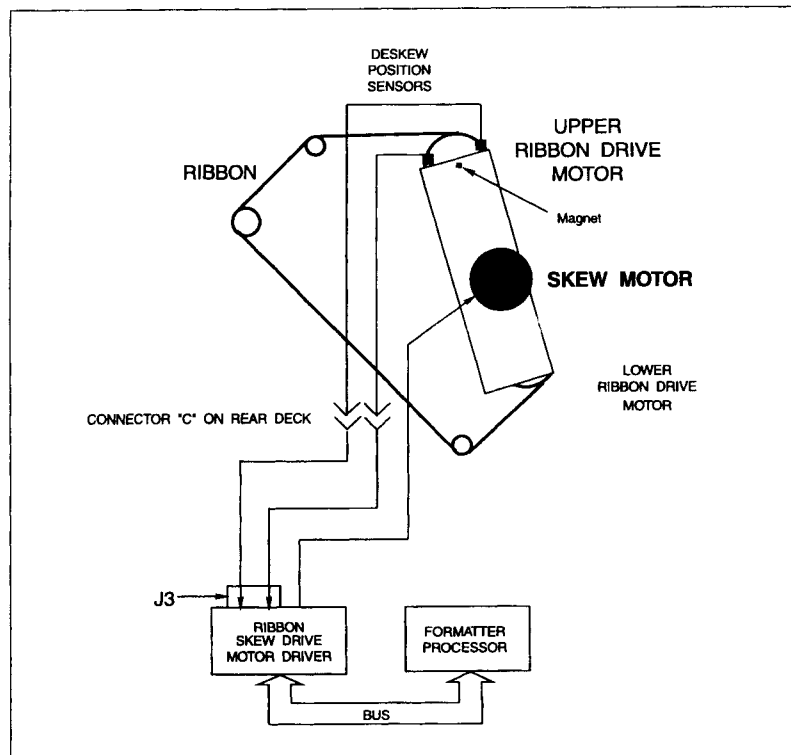 DESKEW
POSITION
SENSORS
UPPER
RIBBON DRIVE
MOTOR
RIBBON
Magnet
SKEW MOTOR
LOWER
RIBBON DRIVE
MOTOR
CONNECTOR "C" ON REAR DECK
J3
RIBBON
SKEW DRIVE
MOTOR DRIVER
FORMATTER
PROCESSOR
BUS